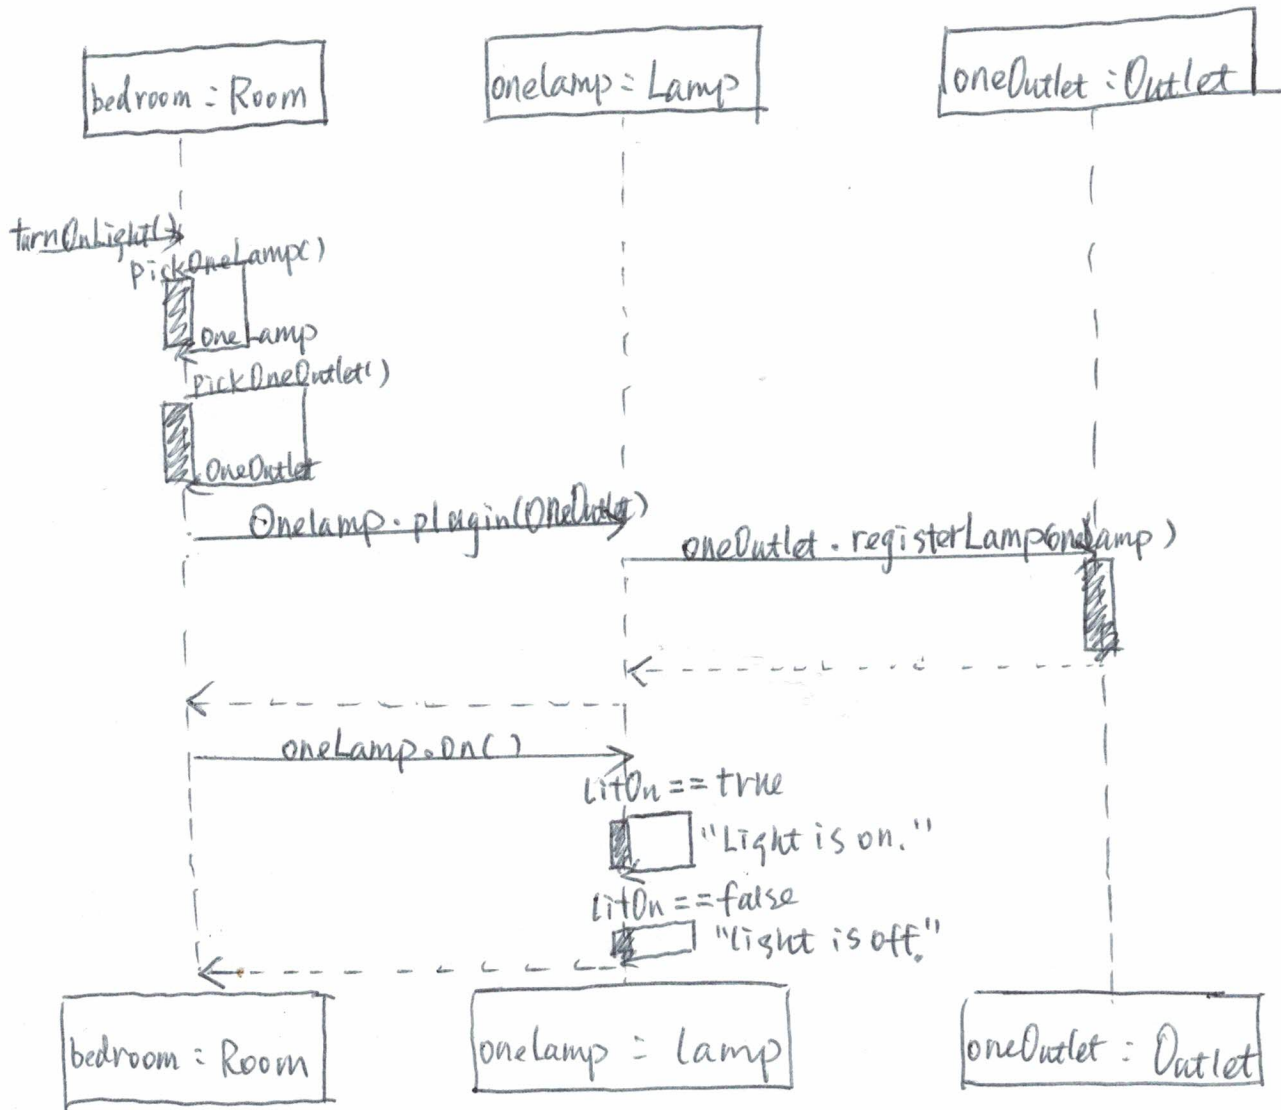 bedroom : Room
onelamp : Lamp
oneOutlet : Outlet
turnOnLight()
pickOneLamp()
oneLamp
pickOneOutlet()
OneOutlet
Onelamp.plugin(OneOutlet)
oneOutlet.registerLamp(onelamp)
oneLamp.on()
litOn == true
"Light is on."
litOn == false
"light is off."
bedroom : Room
onelamp : lamp
oneOutlet : Outlet